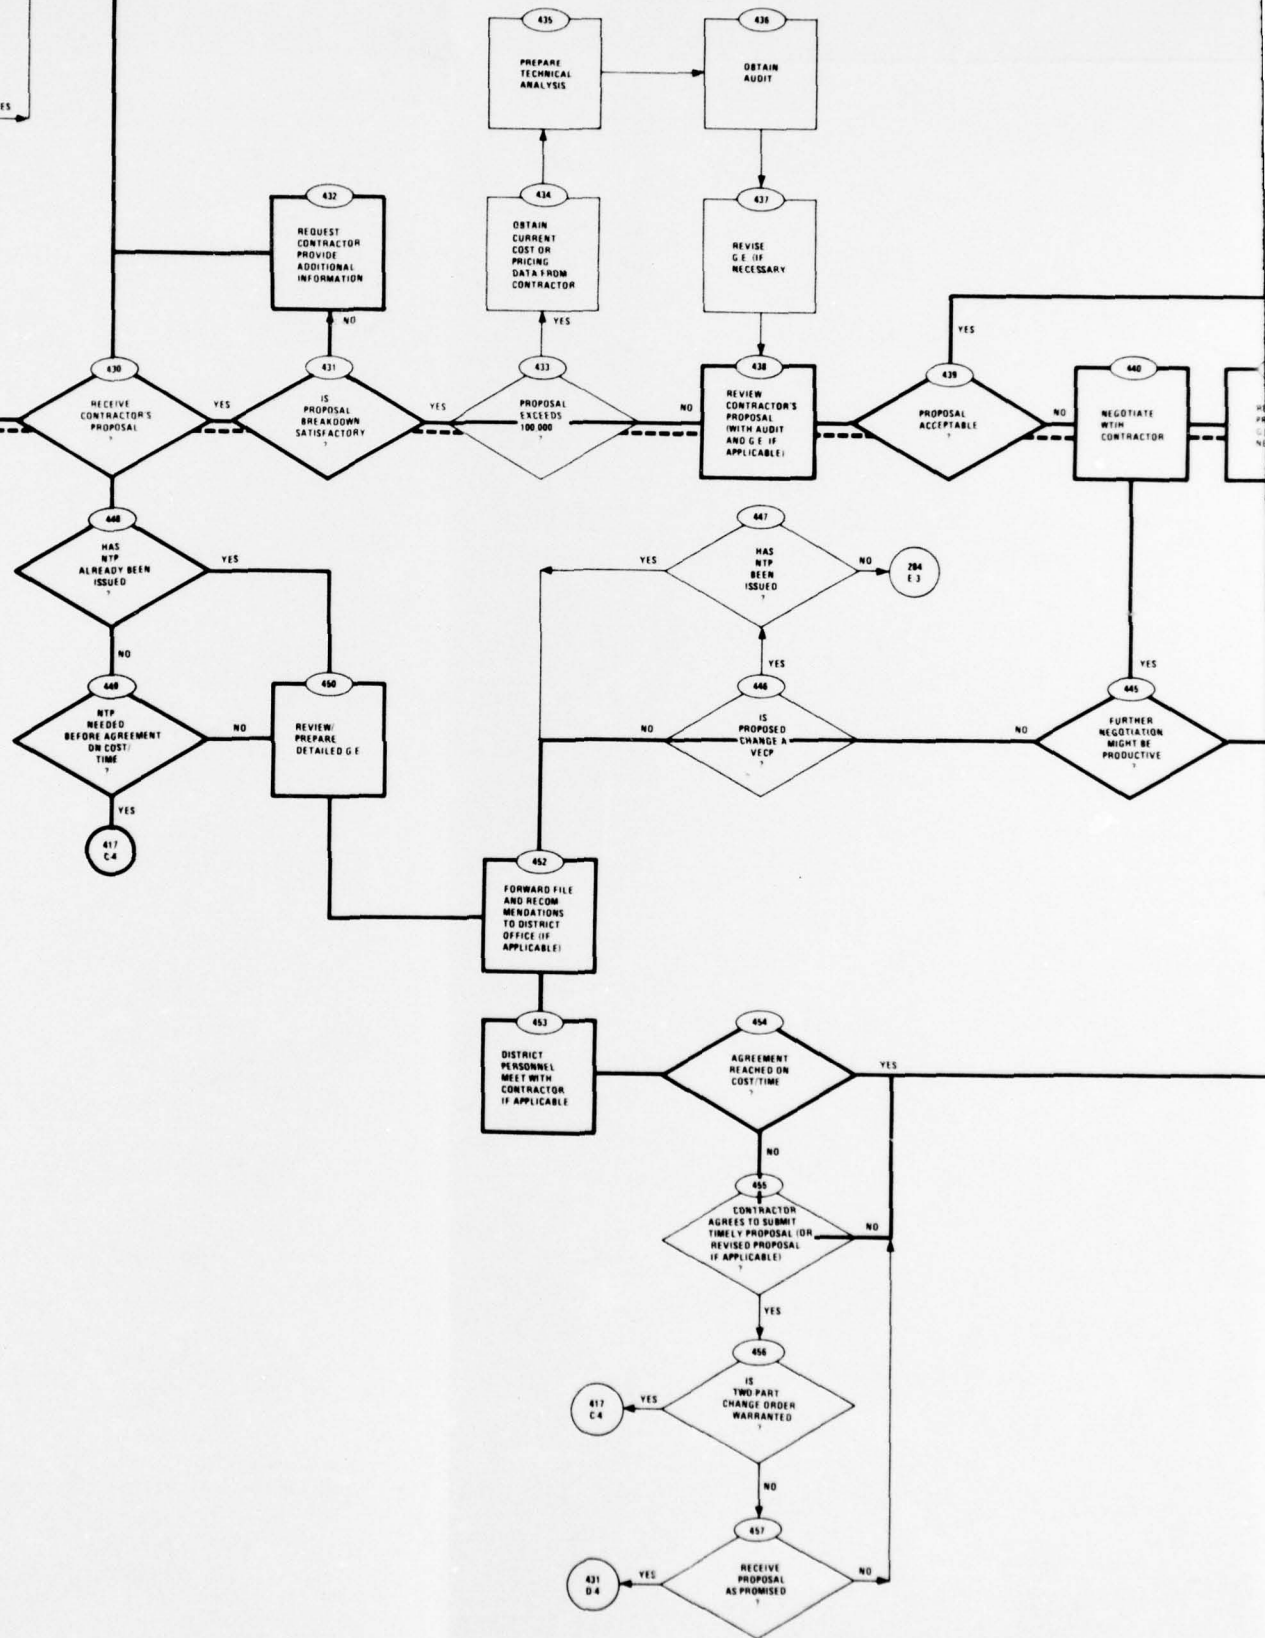 ES
435
PREPARE
TECHNICAL
ANALYSIS
436
OBTAIN
AUDIT
432
REQUEST
CONTRACTOR
PROVIDE
ADDITIONAL
INFORMATION
NO
434
OBTAIN
CURRENT
COST OR
PRICING
DATA FROM
CONTRACTOR
YES
437
REVISE
G.E. (IF
NECESSARY
YES
430
RECEIVE
CONTRACTOR'S
PROPOSAL
?
YES
431
IS
PROPOSAL
BREAKDOWN
SATISFACTORY
?
YES
433
PROPOSAL
EXCEEDS
100,000
?
NO
438
REVIEW
CONTRACTOR'S
PROPOSAL
(WITH AUDIT
AND G.E. IF
APPLICABLE)
439
PROPOSAL
ACCEPTABLE
?
NO
440
NEGOTIATE
WTIH
CONTRACTOR
448
HAS
NTP
ALREADY BEEN
ISSUED
?
YES
NO
447
HAS
NTP
BEEN
ISSUED
?
YES
NO
284
E 3
YES
449
NTP
NEEDED
BEFORE AGREEMENT
ON COST/
TIME
?
NO
YES
417
C-4
450
REVIEW/
PREPARE
DETAILED G.E
446
IS
PROPOSED
CHANGE A
VECP
?
NO
YES
445
FURTHER
NEGOTIATION
MIGHT BE
PRODUCTIVE
?
NO
452
FORWARD FILE
AND RECOM
MENDATIONS
TO DISTRICT
OFFICE (IF
APPLICABLE)
453
DISTRICT
PERSONNEL
MEET WITH
CONTRACTOR
IF APPLICABLE
454
AGREEMENT
REACHED ON
COST/TIME
?
YES
NO
455
CONTRACTOR
AGREES TO SUBMIT
TIMELY PROPOSAL (OR
REVISED PROPOSAL
IF APPLICABLE)
?
NO
YES
456
IS
TWO PART
CHANGE ORDER
WARRANTED
?
YES
417
C-4
NO
457
RECEIVE
PROPOSAL
AS PROMISED
?
YES
431
D-4
NO